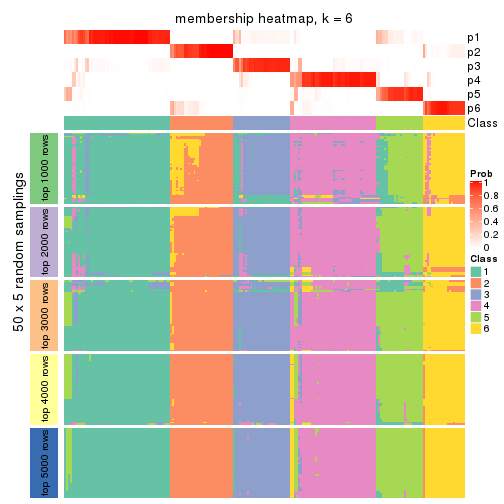 membership heatmap, k = 6
p1
p2
p3
p4
p5
p6
Class
50 x 5 random samplings
top 1000 rows
top 2000 rows
top 3000 rows
top 4000 rows
top 5000 rows
Prob
1
0.8
0.6
0.4
0.2
0
Class
1
2
3
4
5
6